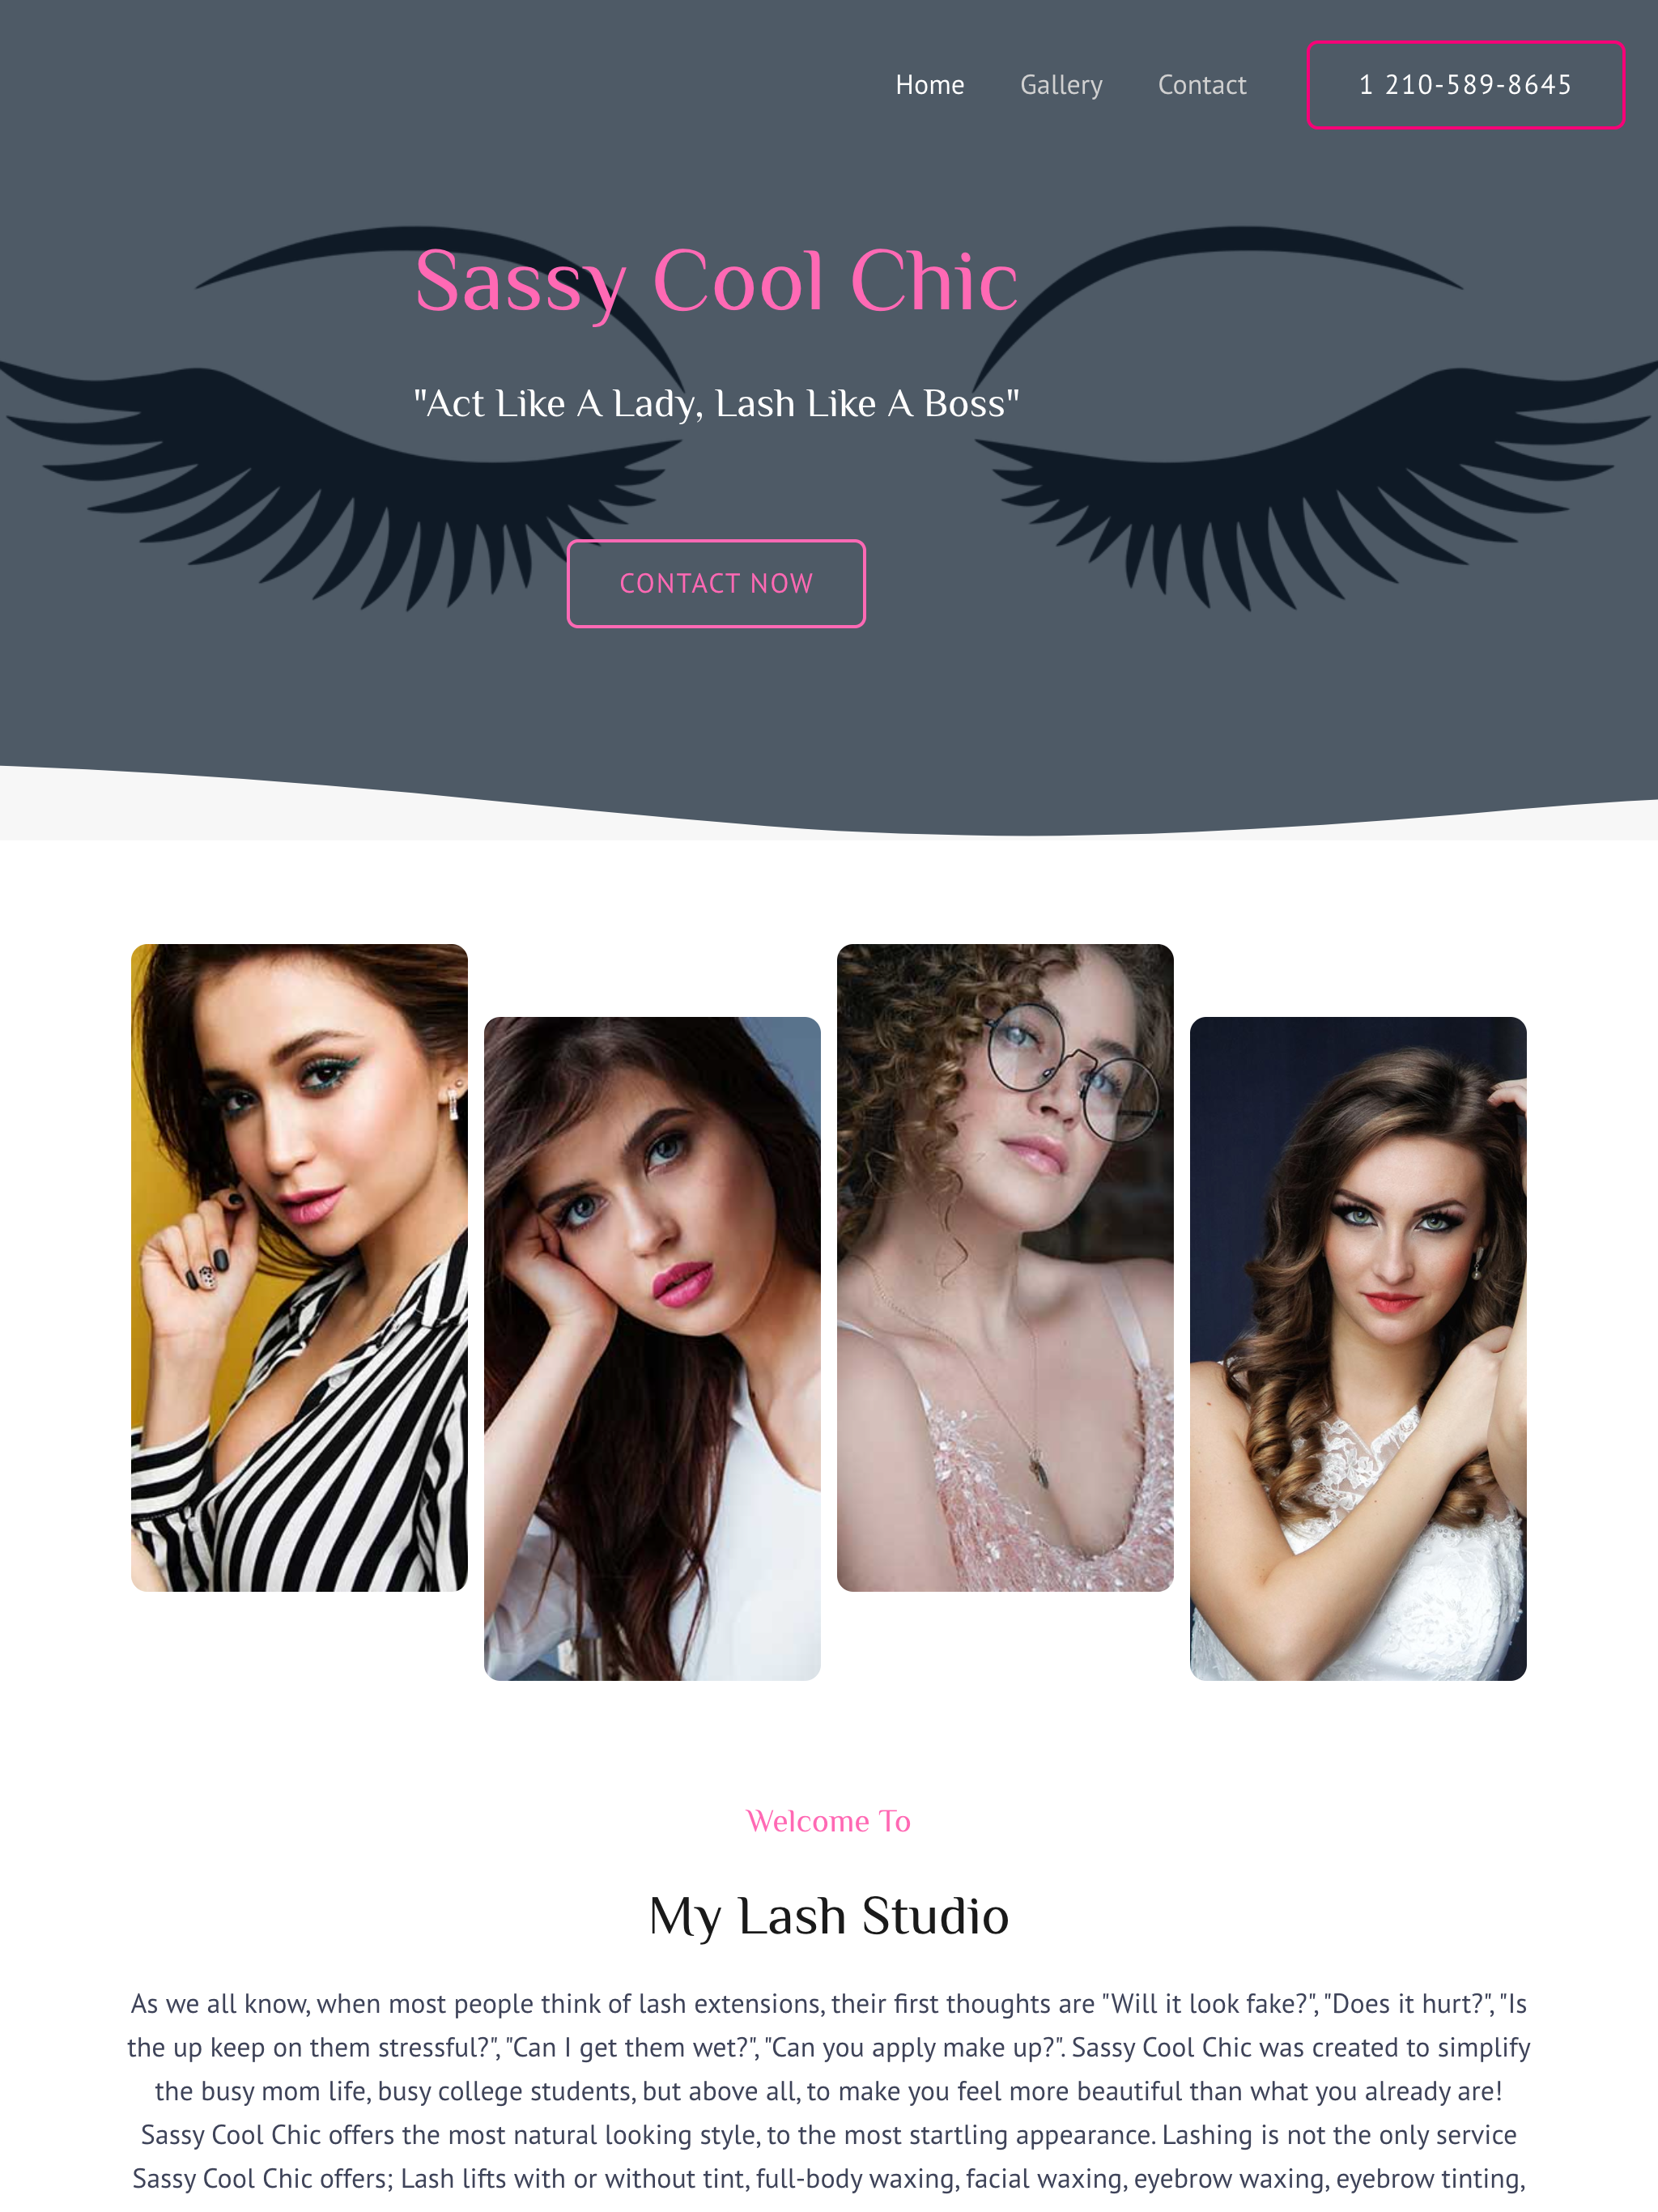 Home Gallery Contact 1 210-589-8645
Sassy Cool Chic
"Act Like A Lady, Lash Like A Boss"
CONTACT NOW
Welcome To
My Lash Studio
As we all know, when most people think of lash extensions, their first thoughts are "Will it look fake?", "Does it hurt?", "Is
the up keep on them stressful?", "Can I get them wet?", "Can you apply make up?". Sassy Cool Chic was created to simplify
the busy mom life, busy college students, but above all, to make you feel more beautiful than what you already are!
Sassy Cool Chic offers the most natural looking style, to the most startling appearance. Lashing is not the only service
Sassy Cool Chic offers; Lash lifts with or without tint, full-body waxing, facial waxing, eyebrow waxing, eyebrow tinting,